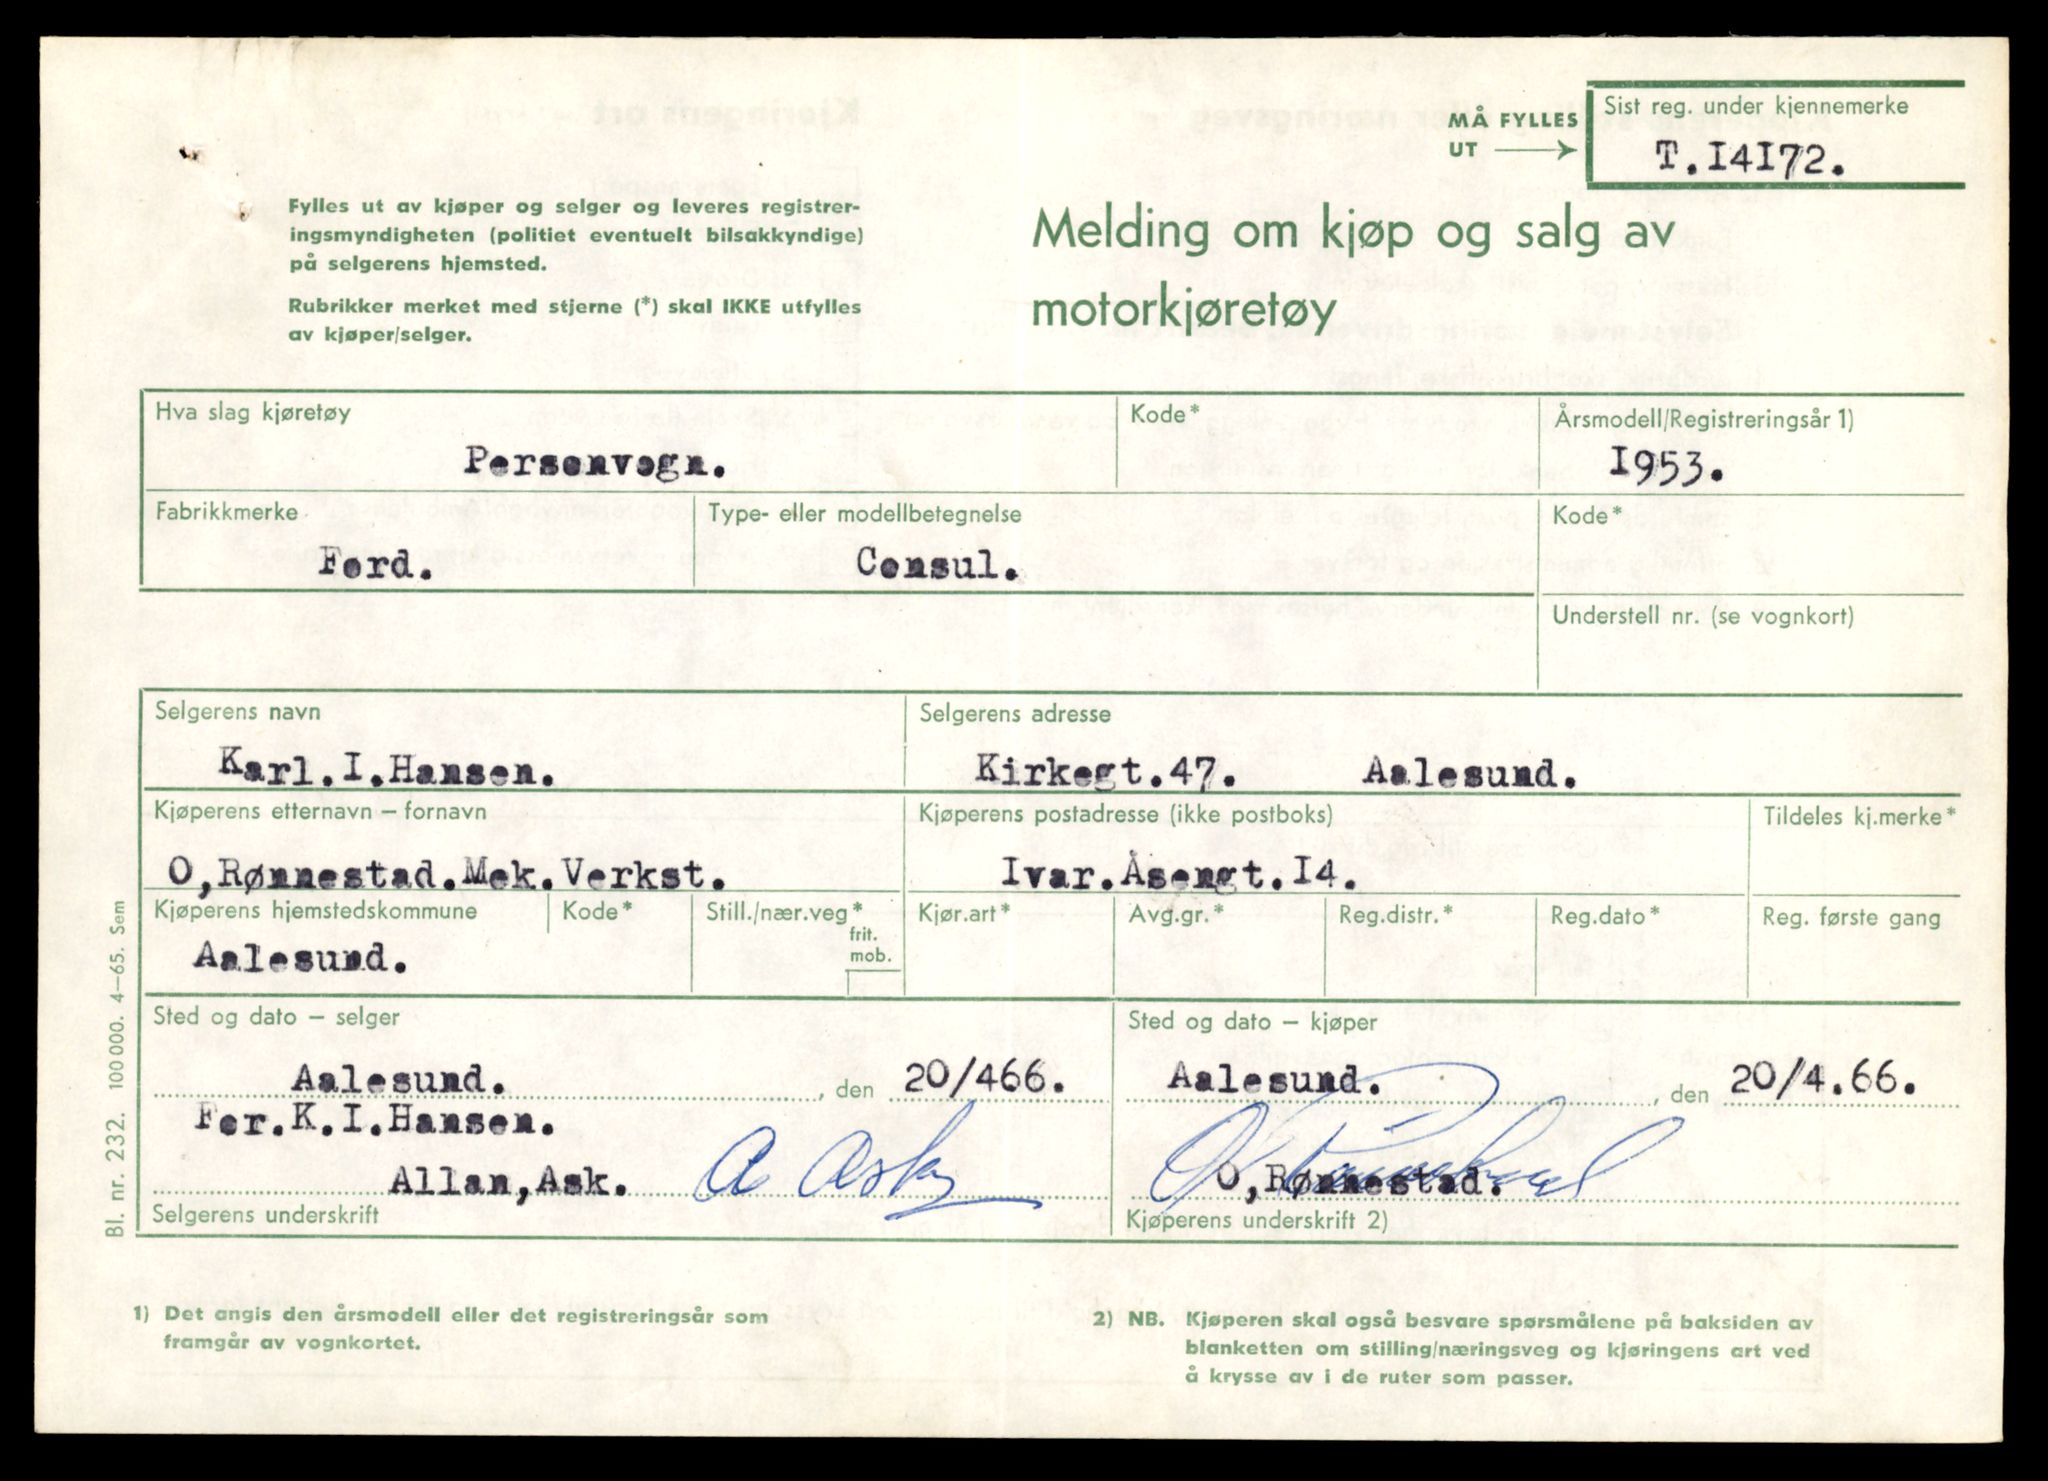 Sist reg. under kjennemerke
MÅ FYLLES
UT
T.I4I72.
Fylles ut av kjøper og selger og leveres registrer-
ingsmyndigheten (politiet eventuelt bilsakkyndige)
på selgerens hjemsted.
Rubrikker merket med stjerne (*) skal IKKE utfylles
av kjøper/selger.
Melding om kjøp og salg av
motorkjøretøy
Hva slag kjøretøy
Kode*
Årsmodell/Registreringsår 1)
Personvogn.
I953.
Fabrikkmerke
Type- eller modellbetegnelse
Kode*
Ford.
Consul.
Understell nr. (se vognkort)
Selgerens navn
Selgerens adresse
Karl.I.Hansen.
Kirkegt.47. Aalesund.
Kjøperens etternavn – fornavn
Kjøperens postadresse (ikke postboks)
Tildeles kj.merke*
O,Rønnestad.Mek.Verkst.
Ivar.Åsengt.I4.
Kjøperens hjemstedskommune
Kode*
Still./nær.veg*
frit.
mob.
Kjør.art*
Avg.gr.*
Reg.distr.*
Reg.dato*
Reg. første gang
Aalesund.
Sted og dato – selger
Sted og dato – kjøper
Aalesund. , den 20/466.
Aalesund. , den 20/4.66.
For.K.I.Hansen.
Allan,Ask. A Ask
O,Rønnestad.
Selgerens underskrift
Kjøperens underskrift 2)
Bl. nr. 232. 100 000. 4–65. Sem
1) Det angis den årsmodell eller det registreringsår som
framgår av vognkortet.
2) NB. Kjøperen skal også besvare spørsmålene på baksiden av
blanketten om stilling/næringsveg og kjøringens art ved
å krysse av i de ruter som passer.